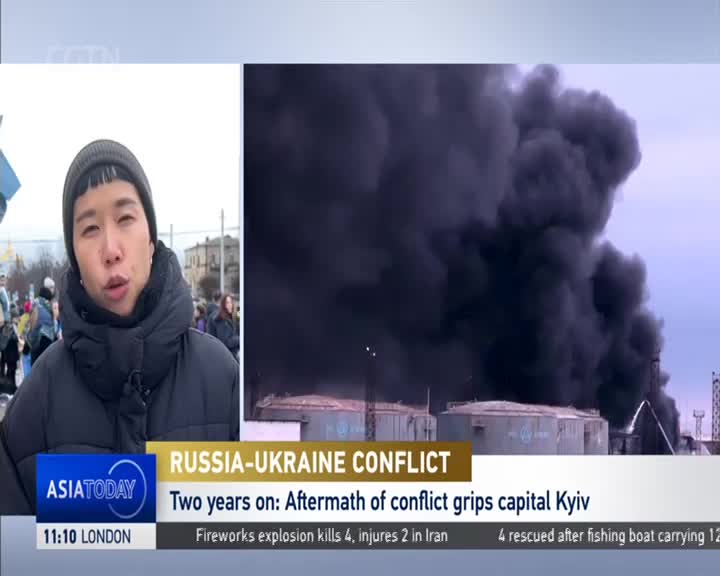 CGTN
RUSSIA-UKRAINE CONFLICT
ASIA TODAY
Two years on: Aftermath of conflict grips capital Kyiv
11:10 LONDON
Fireworks explosion kills 4, injures 2 in Iran
4 rescued after fishing boat carrying 12